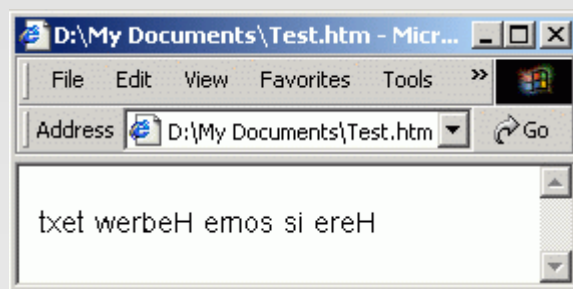 D:\My Documents\Test.htm - Micr...
File Edit View Favorites Tools »
Address D:\My Documents\Test.htm Go
txet werbeH emos si ereH